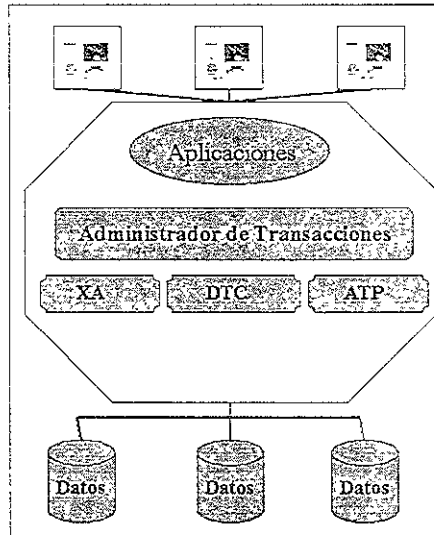 Aplicaciones
Administrador de Transacciones
XA DTC ATP
Datos Datos Datos